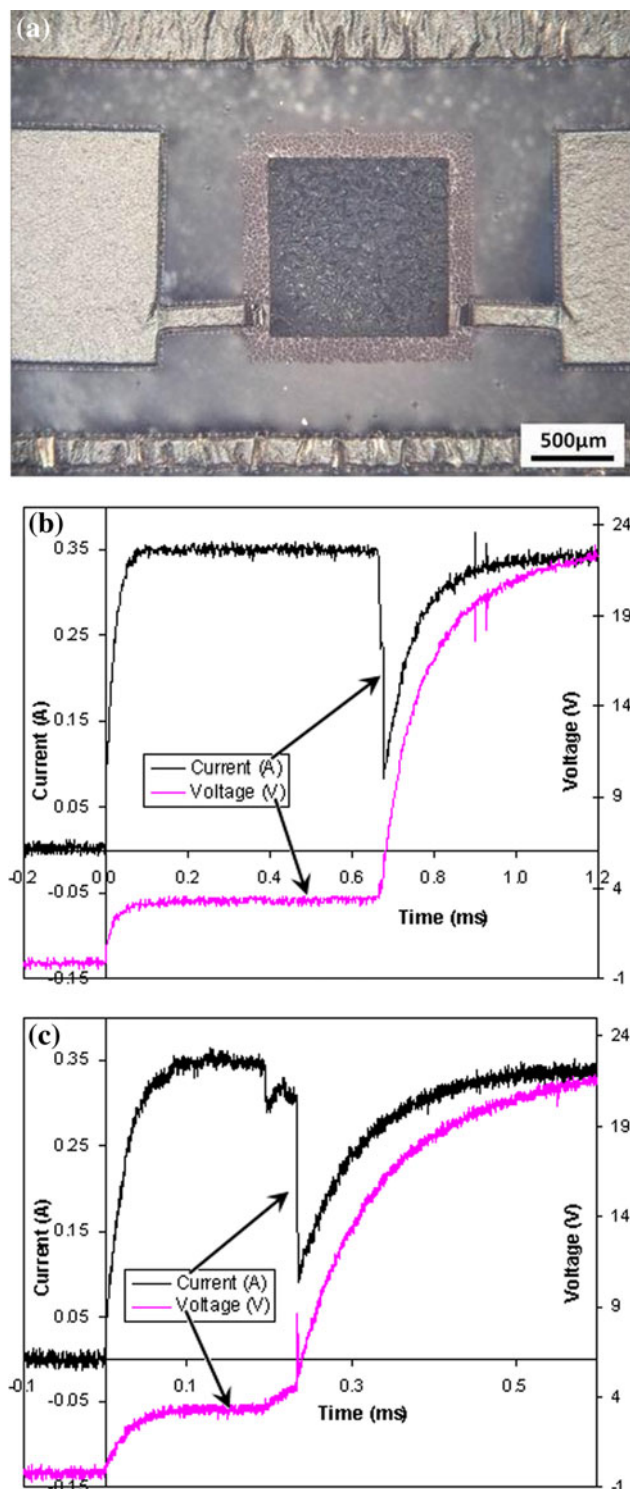 (a)
500µm
(b)
0.35
0.25
0.15
0.05
-0.05
-0.15
Current (A)
-0.2
0.0
0.2
0.4
0.6
0.8
1.0
1.2
Time (ms)
24
19
14
9
4
-1
Voltage (V)
Current (A)
Voltage (V)
(c)
0.35
0.25
0.15
0.05
-0.05
-0.15
Current (A)
-0.1
0.1
0.3
0.5
Time (ms)
24
19
14
9
4
-1
Voltage (V)
Current (A)
Voltage (V)